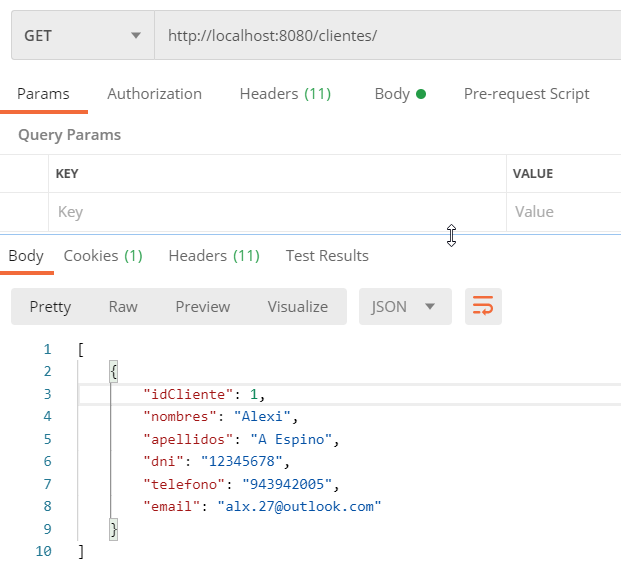 GET http://localhost:8080/clientes/
Params Authorization Headers (11) Body Pre-request Script
Query Params
KEY VALUE
Key Value
Body Cookies (1) Headers (11) Test Results
Pretty Raw Preview Visualize JSON
1 [
2 {
3 "idCliente": 1,
4 "nombres": "Alexi",
5 "apellidos": "A Espino",
6 "dni": "12345678",
7 "telefono": "943942005",
8 "email": "alx.27@outlook.com"
9 }
10 ]